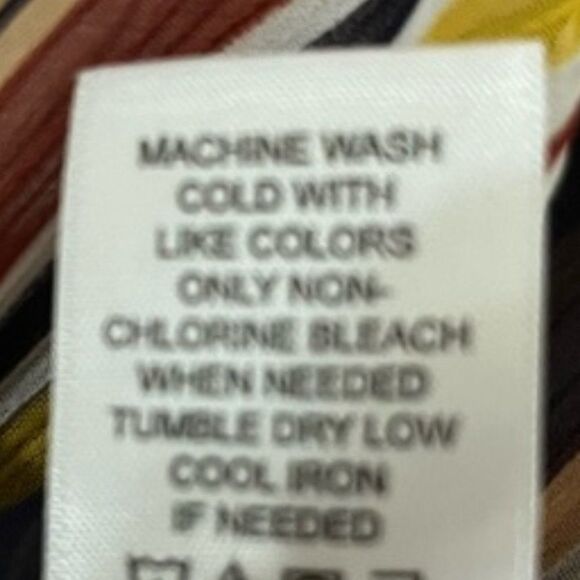 MACHINE WASH
COLD WITH
LIKE COLORS
ONLY NON-
CHLORINE BLEACH
WHEN NEEDED
TUMBLE DRY LOW
COOL IRON
IF NEEDED